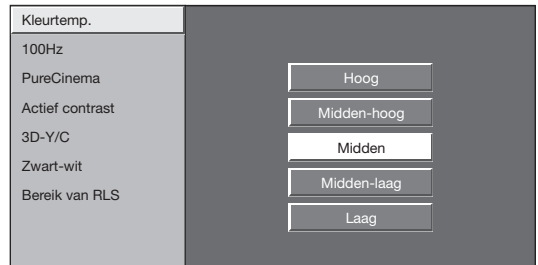 Kleurtemp.
100Hz
PureCinema
Actief contrast
3D-Y/C
Zwart-wit
Bereik van RLS
Hoog
Midden-hoog
Midden
Midden-laag
Laag